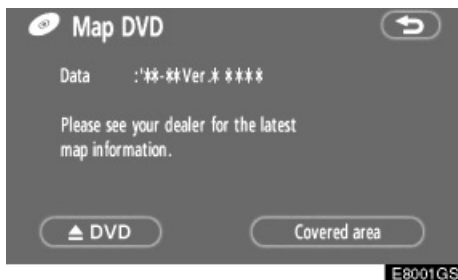 Map DVD
Data :'**-**Ver.* ****
Please see your dealer for the latest
map information.
DVD Covered area
E8001GS